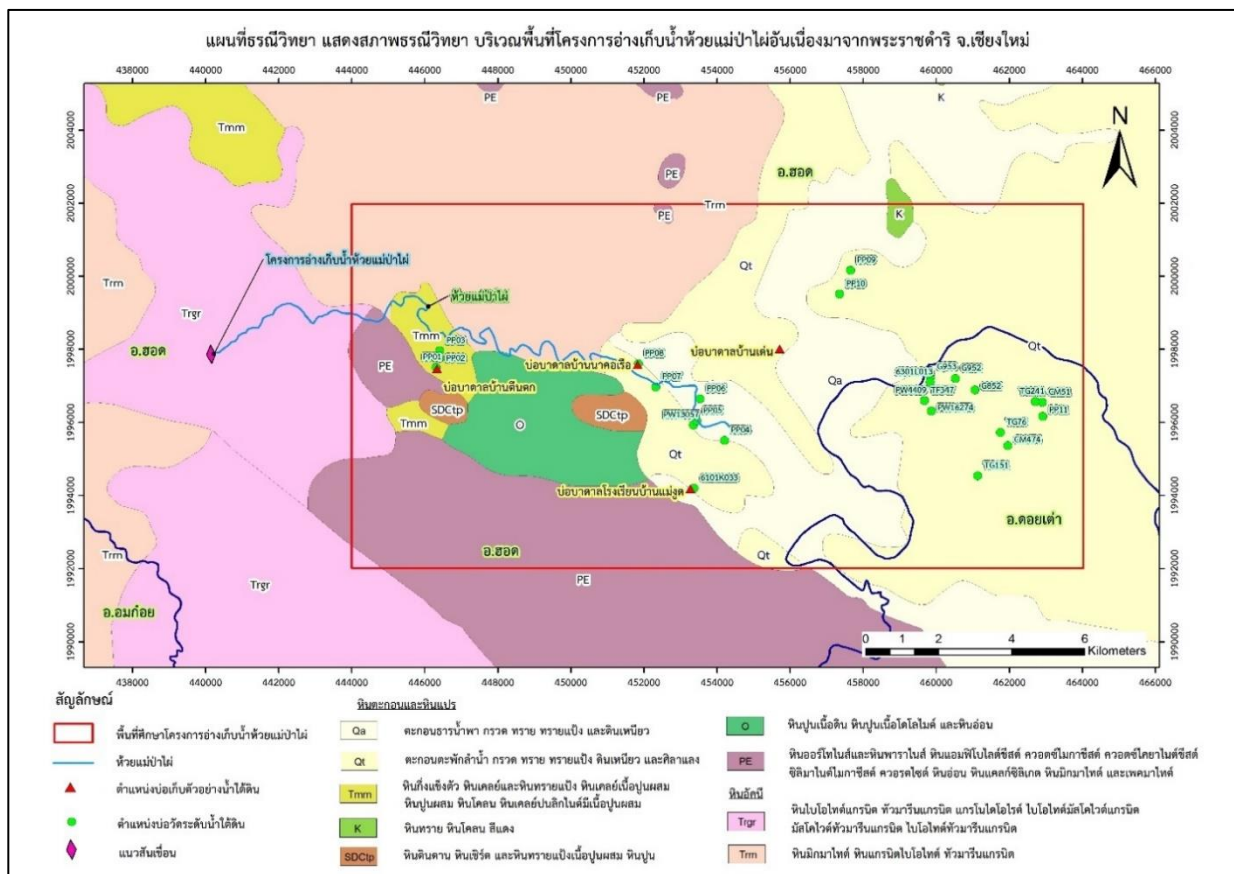 แผนที่ธรณีวิทยา แสดงสภาพธรณีวิทยา บริเวณพื้นที่โครงการอ่างเก็บน้ำห้วยแม่ป่าไผ่อันเนื่องมาจากพระราชดำริ จ.เชียงใหม่
438000 440000 442000 444000 446000 448000 450000 452000 454000 456000 458000 460000 462000 464000 466000
PE PE K
2004000 Tmm 2004000
N
อ.ฮอด
PE
2002000 PE Trm K 2002000
โครงการอ่างเก็บน้ำห้วยแม่ป่าไผ่
Qt PP09
2000000 Trm PP10 2000000
ห้วยแม่ป่าไผ่
Trgr
1998000 อ.ฮอด Tmm PP03 PP08 บ่อบาดาลบ้านเด่น 1998000
PP01 PP02 บ่อบาดาลบ้านนาคอเรือ
PE บ่อบาดาลบ้านตีนตก PP07 Qa 6301L013 G953 G952
PP06 PW4409 TF347 G852 TG241 CM51
SDCtp SDCtp PP05 PW16274 PP11
1996000 Tmm O PW13057 TG76 1996000
PP04 Qa CM474
Qt TG151
บ่อบาดาลโรงเรียนบ้านแม่งูด 6101K033
1994000 อ.ดอยเต่า 1994000
อ.ฮอด Qt
1992000 Trm PE 1992000
Trgr
อ.อมก๋อย
1990000 0 1 2 4 6 1990000
Kilometers
438000 440000 442000 444000 446000 448000 450000 452000 454000 456000 458000 460000 462000 464000 466000
สัญลักษณ์
พื้นที่ศึกษาโครงการอ่างเก็บน้ำห้วยแม่ป่าไผ่
ห้วยแม่ป่าไผ่
ตำแหน่งบ่อเก็บตัวอย่างน้ำใต้ดิน
ตำแหน่งบ่อวัดระดับน้ำใต้ดิน
แนวสันเขื่อน
หินตะกอนและหินแปร
Qa ตะกอนธารน้ำพา กรวด ทราย ทรายแป้ง และดินเหนียว
Qt ตะกอนตะพักลำน้ำ กรวด ทราย ทรายแป้ง ดินเหนียว และศิลาแลง
Tmm หินกึ่งแข็งตัว หินเคลย์และหินทรายแป้ง หินเคลย์เนื้อปูนผสม
หินปูนผสม หินโคลน หินเคลย์ปนลิกไนต์มีเนื้อปูนผสม
K หินทราย หินโคลน สีแดง
SDCtp หินดินดาน หินเชิร์ต และหินทรายแป้งเนื้อปูนผสม หินปูน
O หินปูนเนื้อดิน หินปูนเนื้อโดโลไมต์ และหินอ่อน
PE หินออร์โทไนส์และหินพาราไนส์ หินแอมฟิโบไลต์ชีสต์ ควอตซ์ไมกาชีสต์ ควอตซ์ไคยาไนต์ชีสต์
ซิลิมาไนต์ไมกาชีสต์ ควอรตไซต์ หินอ่อน หินแคลก์ซิลิเกต หินมิกมาไทต์ และเพคมาไทต์
หินอัคนี
Trgr หินไบโอไทต์แกรนิต ทัวมารีนแกรนิต แกรโนไดโอไรต์ ไบโอไทต์มัสโคไวต์แกรนิต
มัสโคไวต์ทัวมารีนแกรนิต ไบโอไทต์ทัวมารีนแกรนิต
Trm หินมิกมาไทต์ หินแกรนิตไบโอไทต์ ทัวมารีนแกรนิต